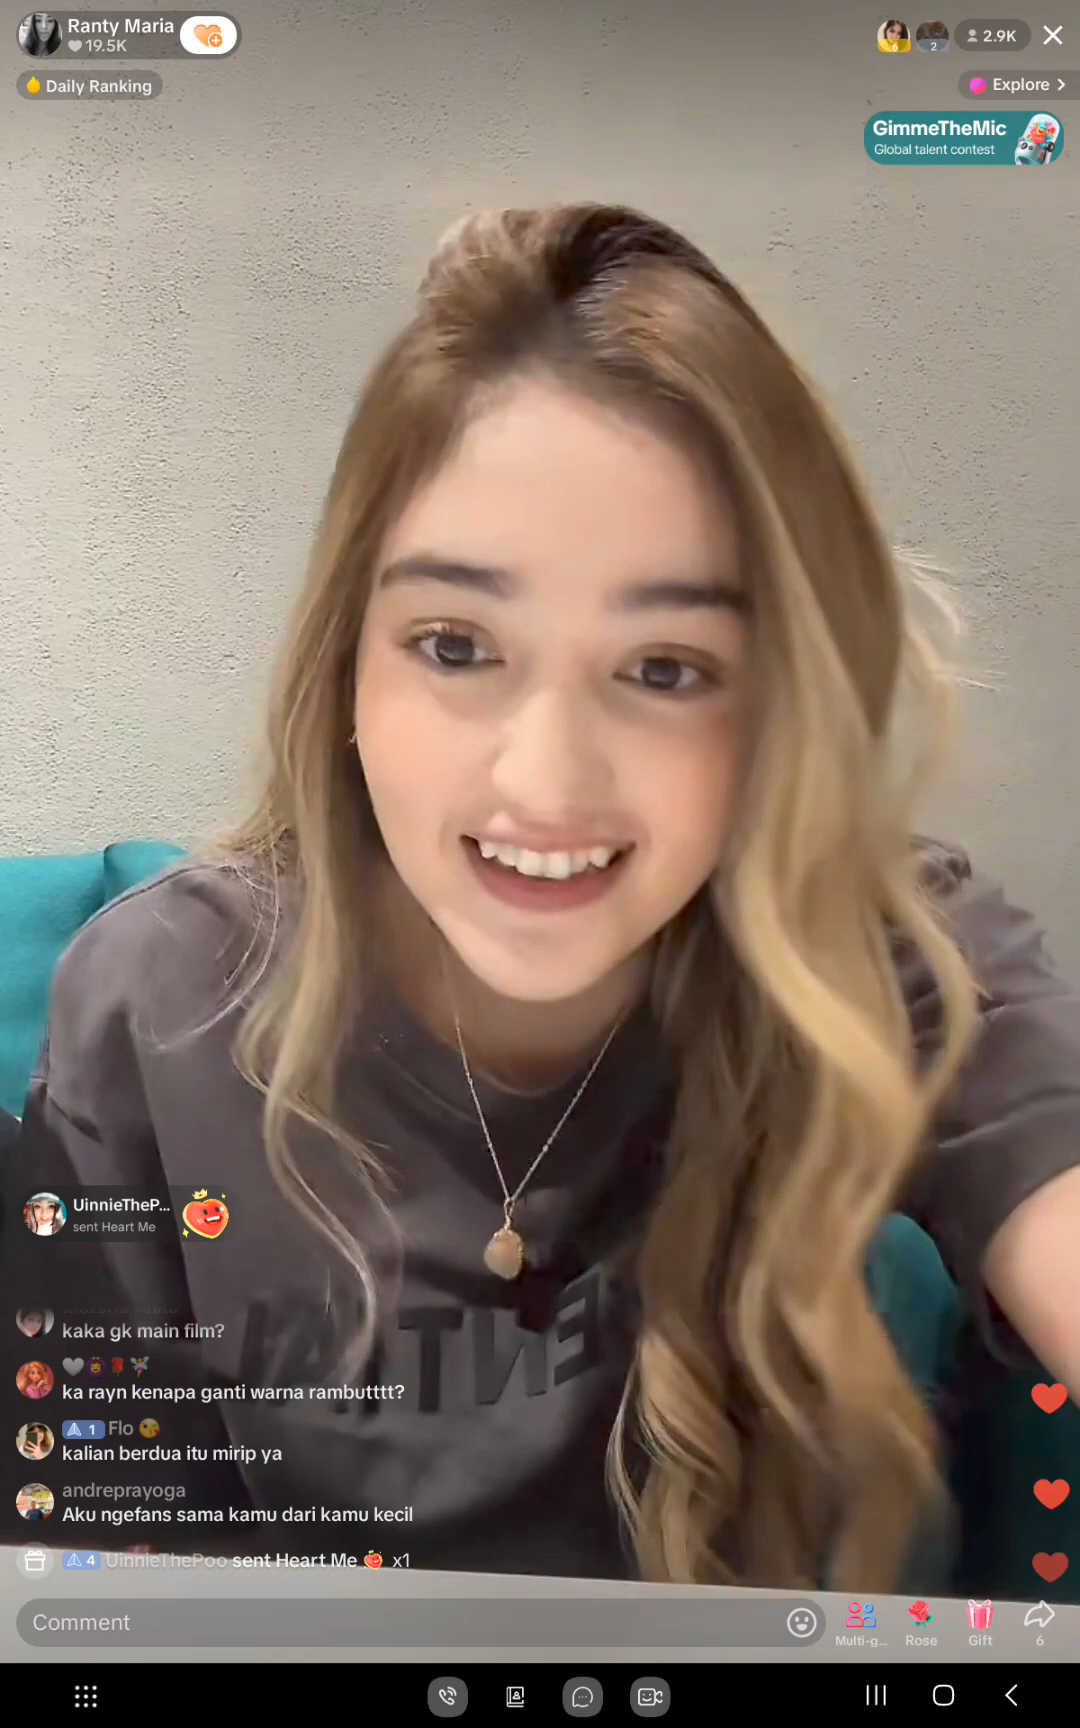 Ranty Maria
19.5K
6
2
2.9K
Daily Ranking
Explore
GimmeTheMic
Global talent contest
UinnieTheP...
sent Heart Me
kaka gk main film?
ka rayn kenapa ganti warna rambutttt?
1 Flo
kalian berdua itu mirip ya
andreprayoga
Aku ngefans sama kamu dari kamu kecil
4 UinnieThePoo sent Heart Me x1
Comment
Multi-g...
Rose
Gift
6